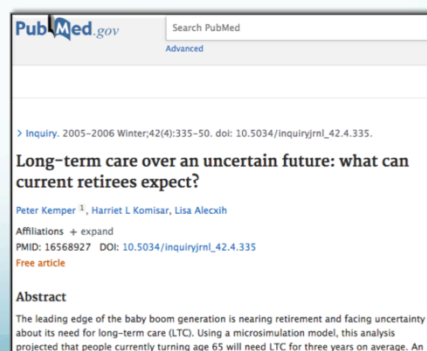 PubMed.gov
Search PubMed
Advanced
> Inquiry. 2005-2006 Winter;42(4):335-50. doi: 10.5034/inquiryjrnl_42.4.335.
Long-term care over an uncertain future: what can
current retirees expect?
Peter Kemper 1, Harriet L Komisar, Lisa Alecxih
Affiliations + expand
PMID: 16568927 DOI: 10.5034/inquiryjrnl_42.4.335
Free article
Abstract
The leading edge of the baby boom generation is nearing retirement and facing uncertainty
about its need for long-term care (LTC). Using a microsimulation model, this analysis
projected that people currently turning age 65 will need LTC for three years on average. An